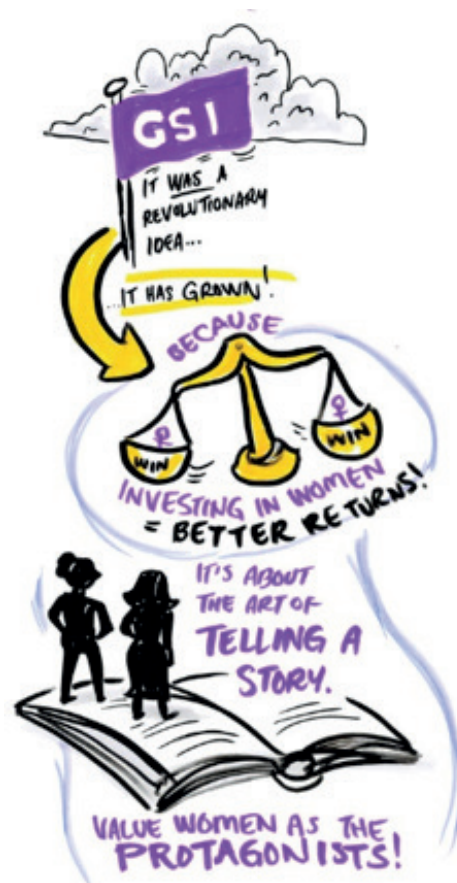 GSI
IT WAS A
REVOLUTIONARY
IDEA...
...IT HAS GROWN!
BECAUSE
WIN
WIN
INVESTING IN WOMEN
= BETTER RETURNS!
IT'S ABOUT
THE ART OF
TELLING A
STORY.
VALUE WOMEN AS THE
PROTAGONISTS!